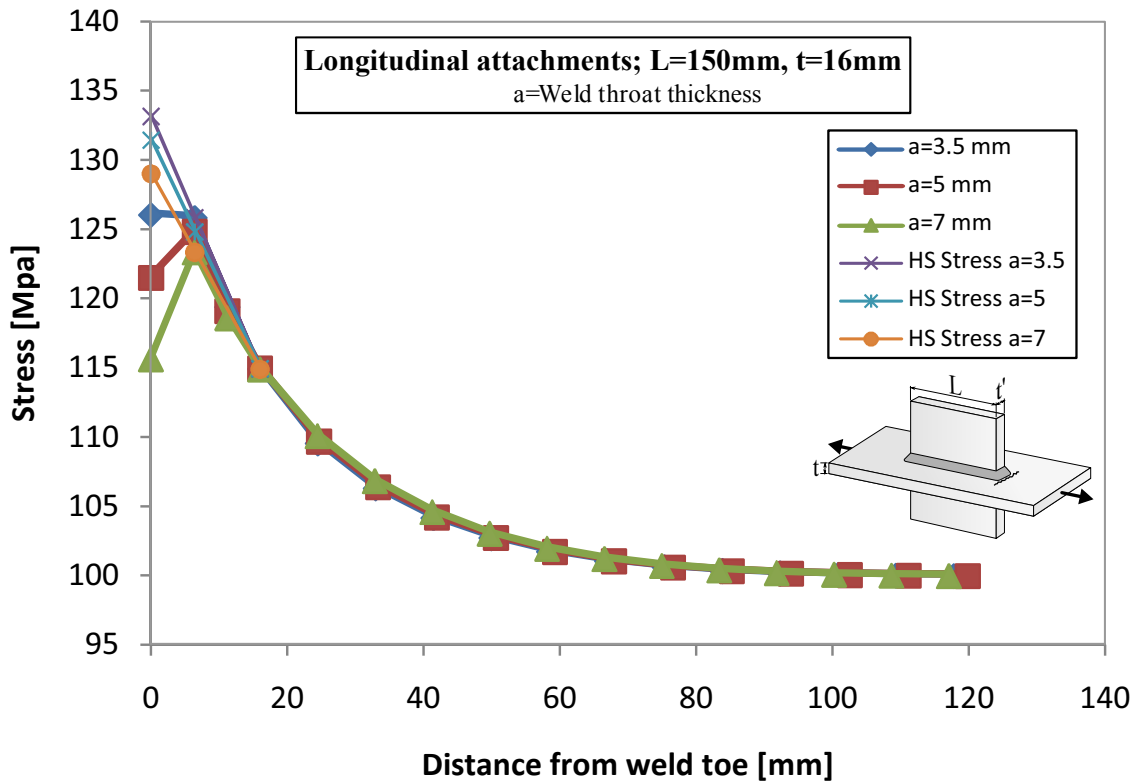 Longitudinal attachments; L=150mm, t=16mm
a=Weld throat thickness
Stress [Mpa]
140
135
130
125
120
115
110
105
100
95
a=3.5 mm
a=5 mm
a=7 mm
HS Stress a=3.5
HS Stress a=5
HS Stress a=7
L
t'
t
0
20
40
60
80
100
120
140
Distance from weld toe [mm]